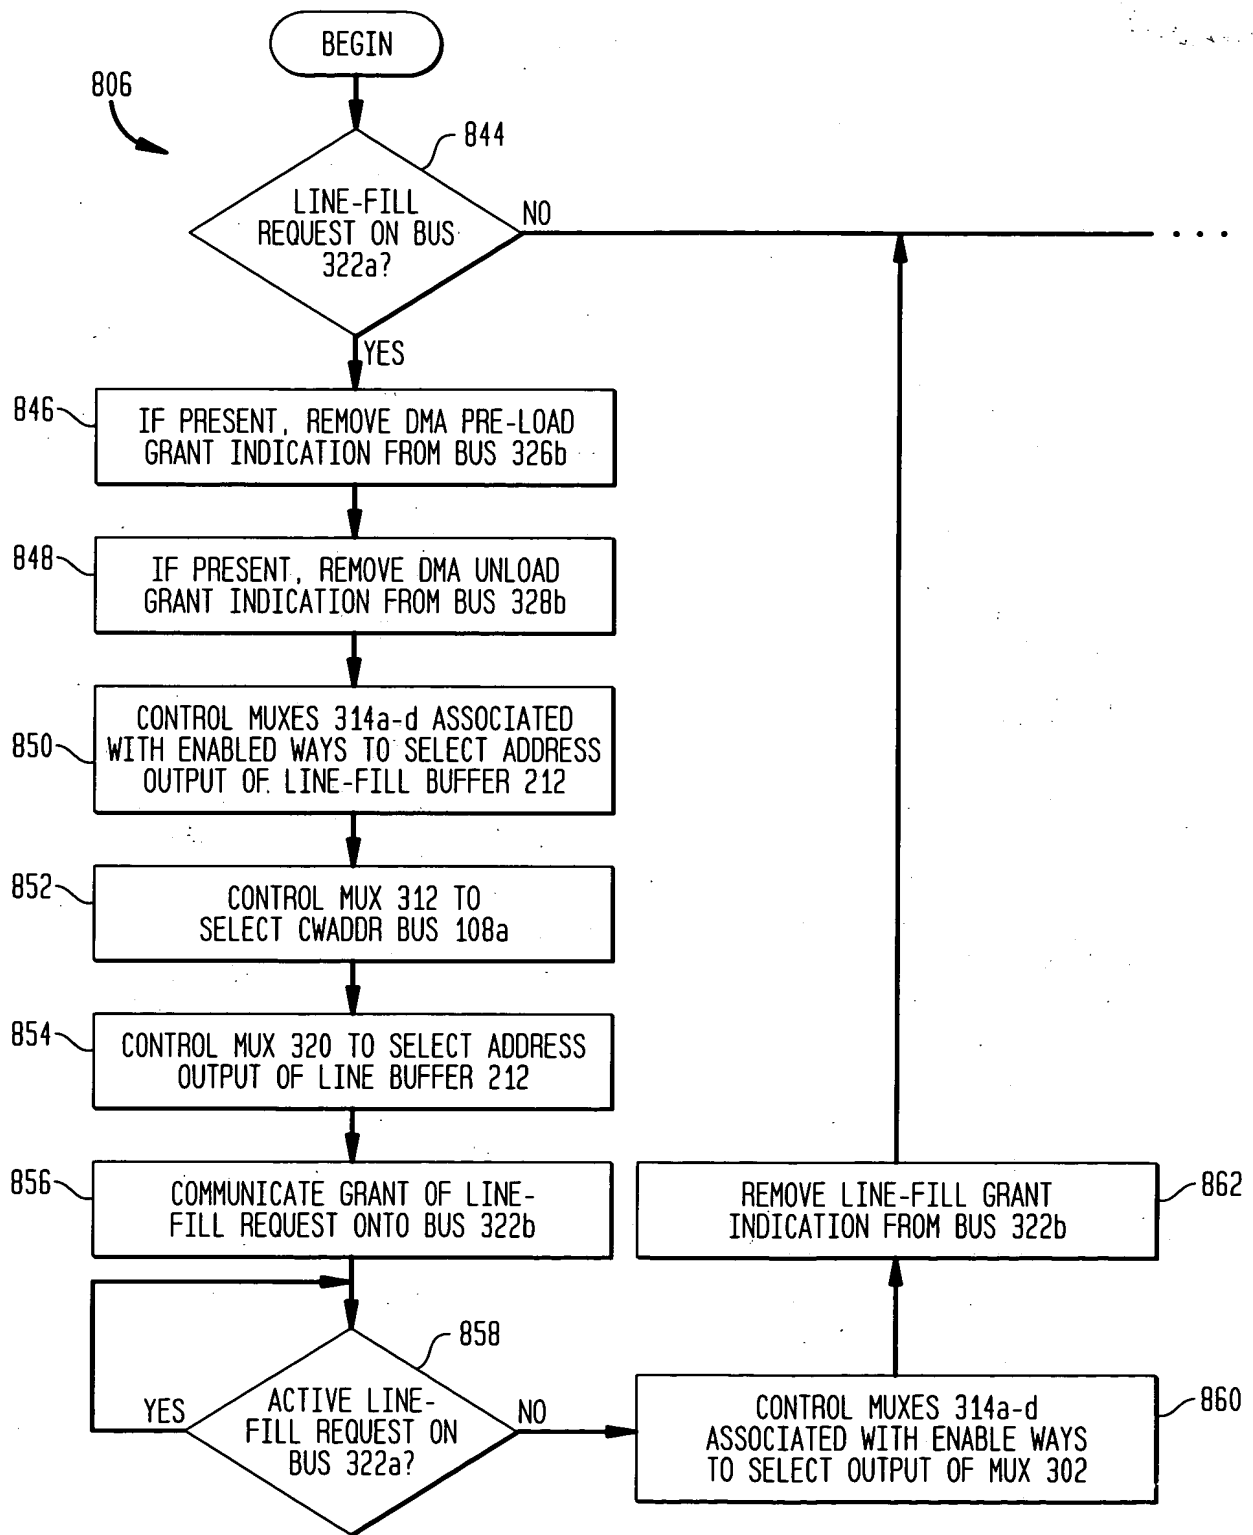 BEGIN
806
844
LINE-FILL
REQUEST ON BUS
322a?
NO
YES
846
IF PRESENT, REMOVE DMA PRE-LOAD
GRANT INDICATION FROM BUS 326b
848
IF PRESENT, REMOVE DMA UNLOAD
GRANT INDICATION FROM BUS 328b
850
CONTROL MUXES 314a-d ASSOCIATED
WITH ENABLED WAYS TO SELECT ADDRESS
OUTPUT OF LINE-FILL BUFFER 212
852
CONTROL MUX 312 TO
SELECT CWADDR BUS 108a
854
CONTROL MUX 320 TO SELECT ADDRESS
OUTPUT OF LINE BUFFER 212
856
COMMUNICATE GRANT OF LINE-
FILL REQUEST ONTO BUS 322b
862
REMOVE LINE-FILL GRANT
INDICATION FROM BUS 322b
858
ACTIVE LINE-
FILL REQUEST ON
BUS 322a?
YES
NO
860
CONTROL MUXES 314a-d
ASSOCIATED WITH ENABLE WAYS
TO SELECT OUTPUT OF MUX 302